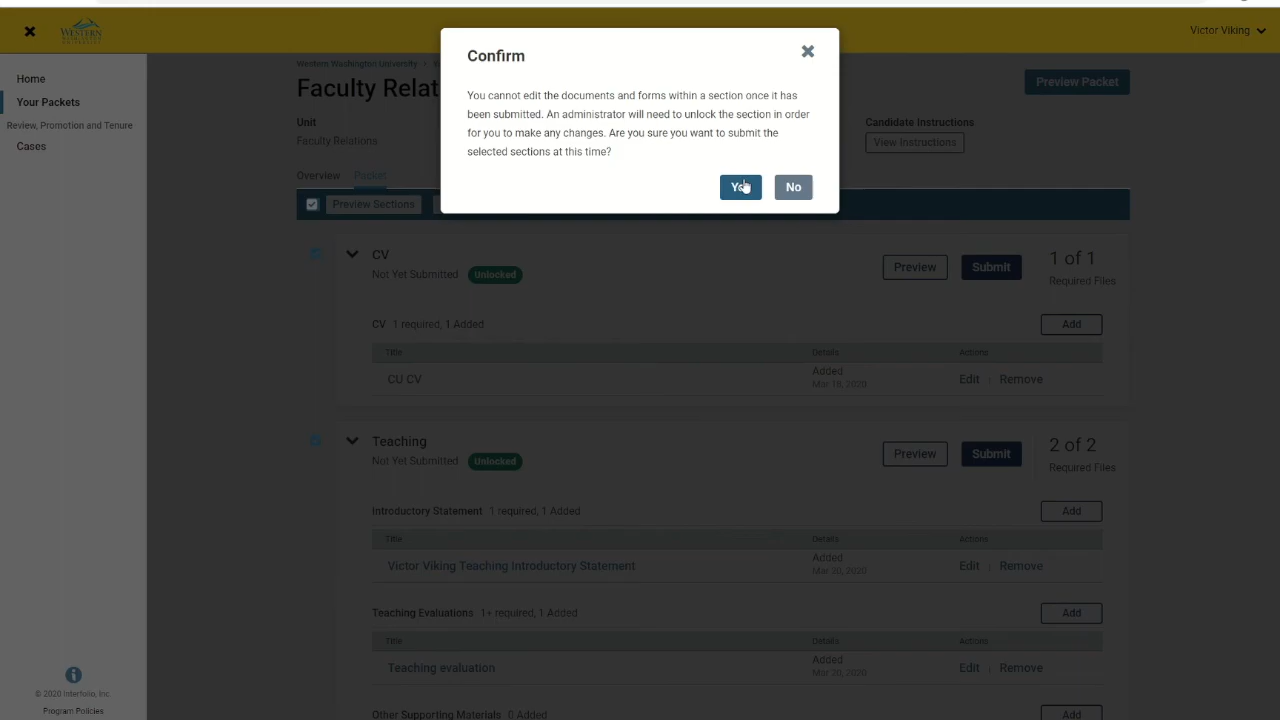 WESTERN
Victor Viking
Home
Your Packets
Review, Promotion and Tenure
Cases
Western Washington University
Faculty Rela
Preview Packet
Unit
Faculty Relations
Candidate Instructions
View Instructions
Overview
Packet
Preview Sections
Confirm
You cannot edit the documents and forms within a section once it has
been submitted. An administrator will need to unlock the section in order
for you to make any changes. Are you sure you want to submit the
selected sections at this time?
Yes
No
CV
Not Yet Submitted
Unlocked
Preview
Submit
1 of 1
Required Files
CV 1 required, 1 Added
Add
Title
Details
Actions
CU CV
Added
Mar 18, 2020
Edit
Remove
Teaching
Not Yet Submitted
Unlocked
Preview
Submit
2 of 2
Required Files
Introductory Statement 1 required, 1 Added
Add
Title
Details
Actions
Victor Viking Teaching Introductory Statement
Added
Mar 20, 2020
Edit
Remove
Teaching Evaluations 1+ required, 1 Added
Add
Title
Details
Actions
Teaching evaluation
Added
Mar 20, 2020
Edit
Remove
Other Supporting Materials 0 Added
Add
© 2020 Interfolio, Inc
Program Policies